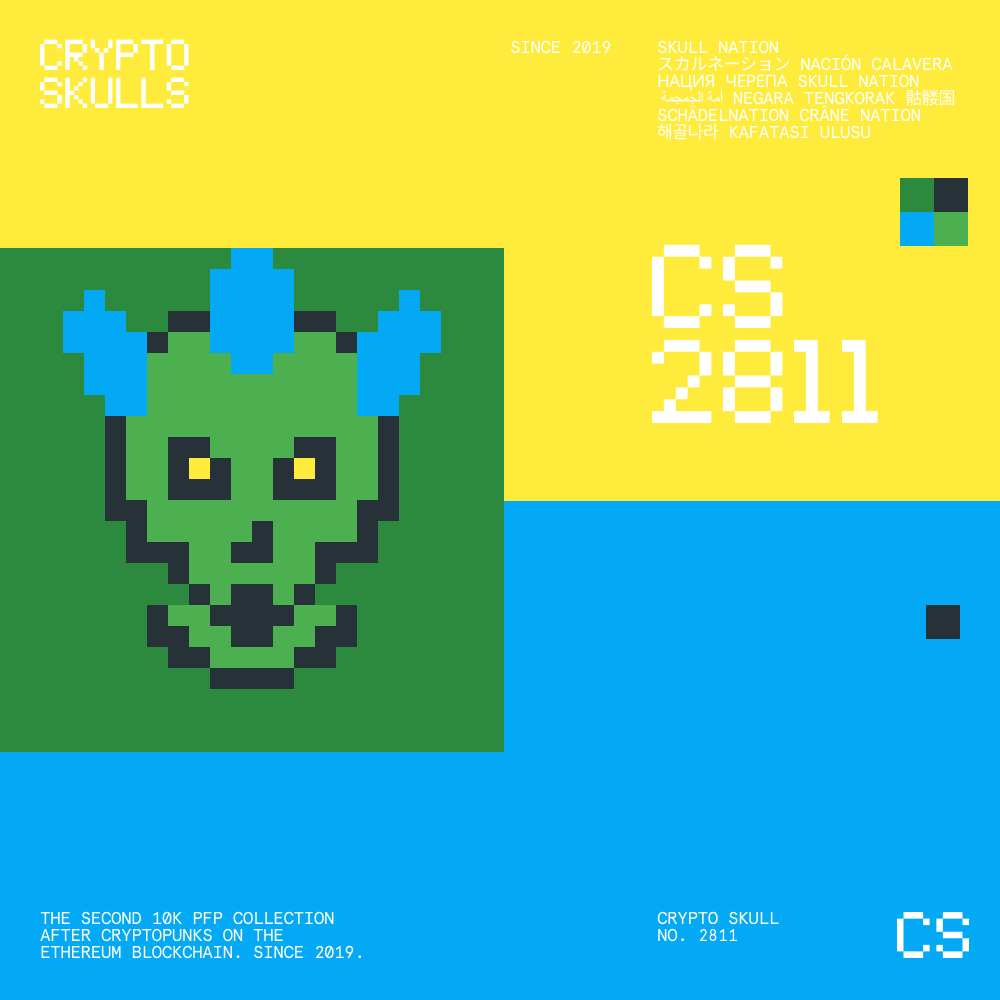 CRYPTO
SKULLS
SINCE 2019
SKULL NATION
スカルネーション NACIÓN CALAVERA
НАЦИЯ ЧЕРЕПА SKULL NATION
أمة الجمجمة NEGARA TENGKORAK 骷髅国
SCHÄDELNATION CRÂNE NATION
해골나라 KAFATASI ULUSU
CS
2811
THE SECOND 10K PFP COLLECTION
AFTER CRYPTOPUNKS ON THE
ETHEREUM BLOCKCHAIN. SINCE 2019.
CRYPTO SKULL
NO. 2811
CS